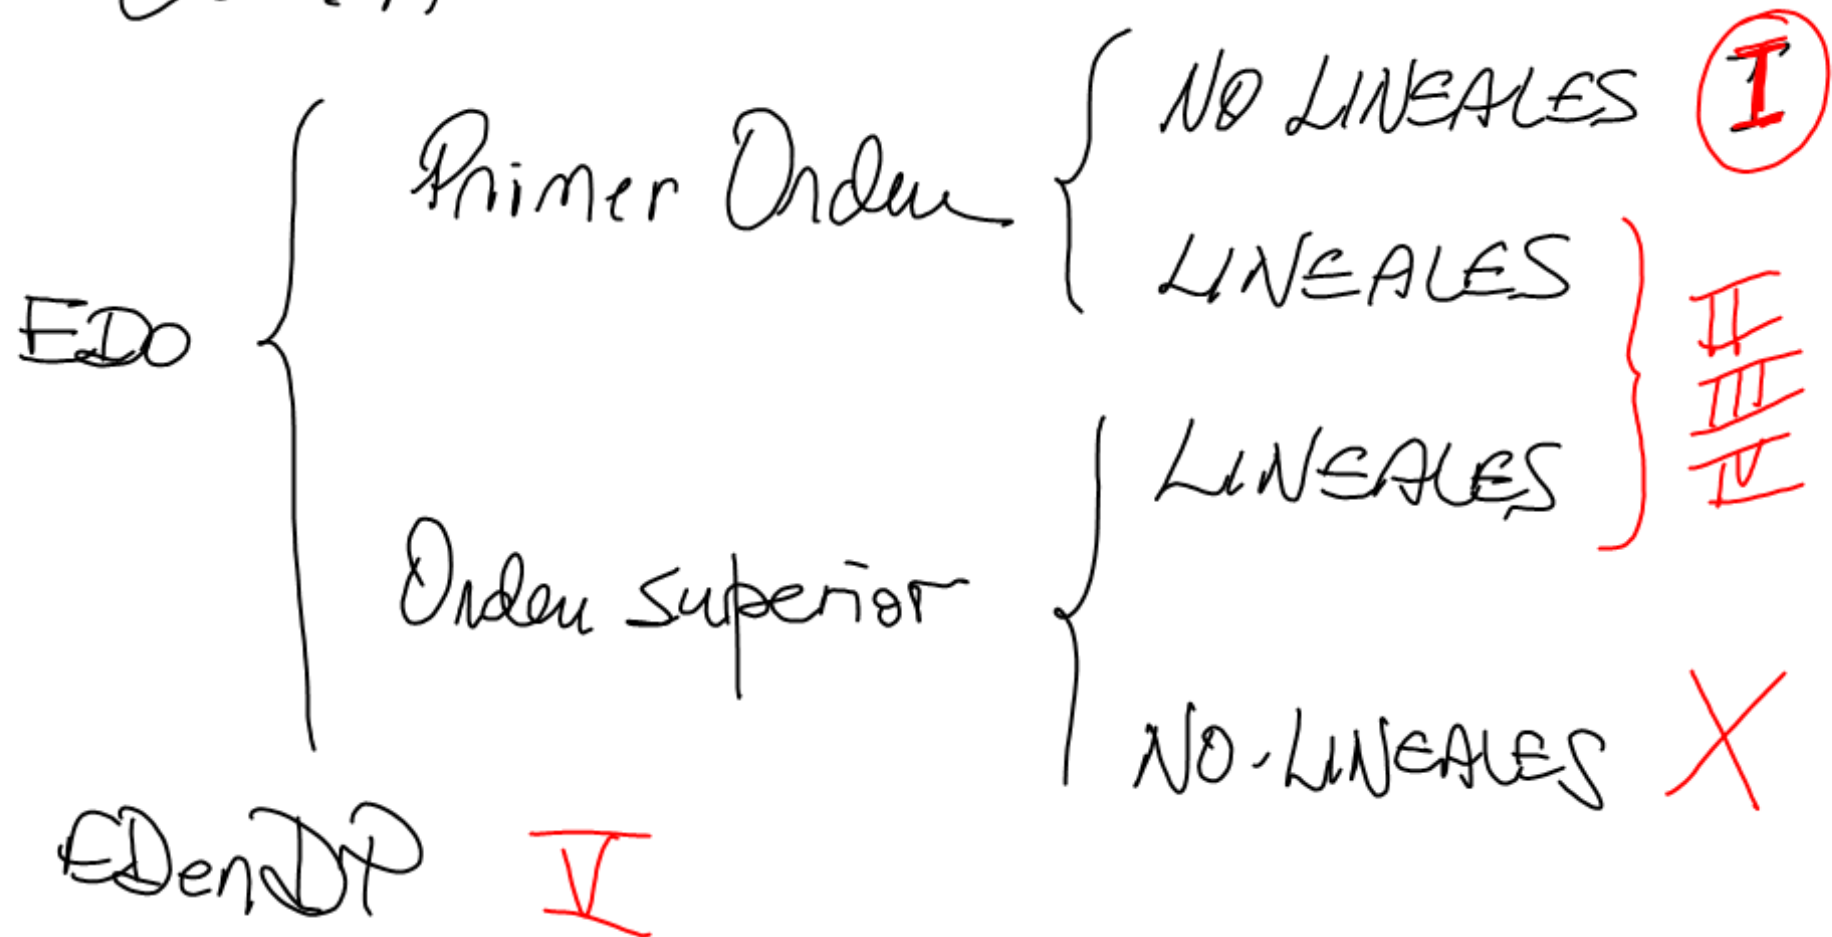 NO LINEALES I
Primer Orden
LINEALES
EDO
II
III
IV
LINEALES
Orden superior
NO-LINEALES X
EDenDP V